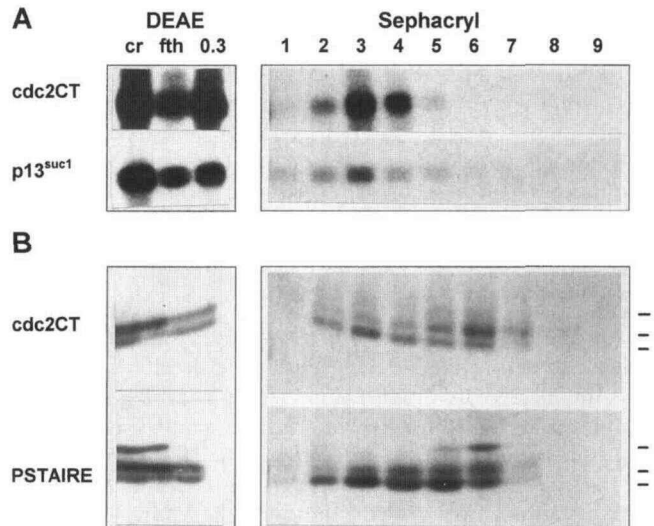 A
DEAE
Sephacryl
cr fth 0.3
1 2 3 4 5 6 7 8 9
cdc2CT
p13suc1
B
cdc2CT
PSTAIRE